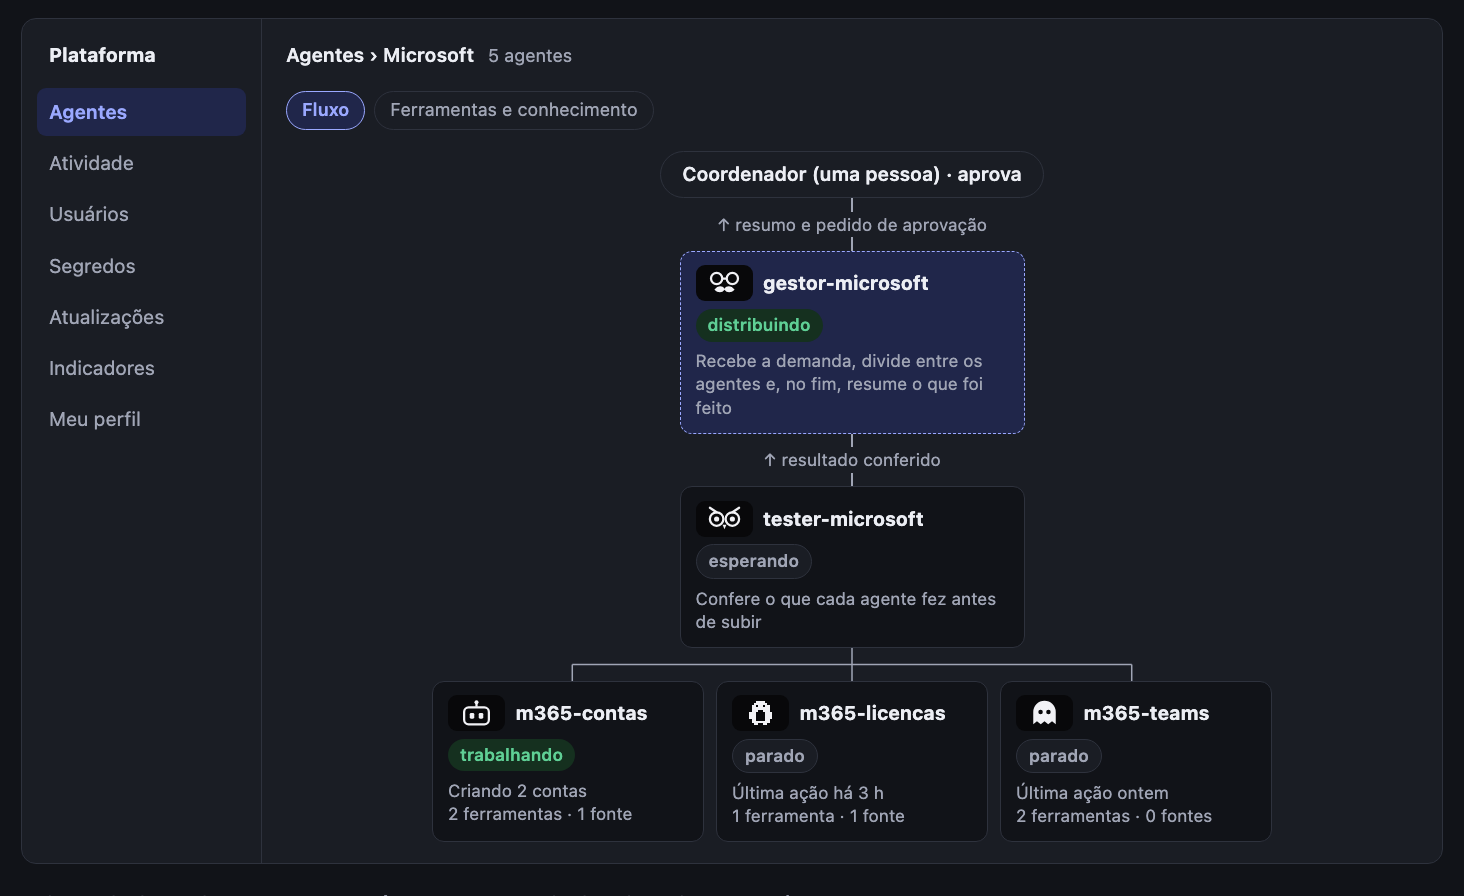 Plataforma
Agentes
Atividade
Usuários
Segredos
Atualizações
Indicadores
Meu perfil
Agentes › Microsoft 5 agentes
Fluxo
Ferramentas e conhecimento
Coordenador (uma pessoa) · aprova
↑ resumo e pedido de aprovação
gestor-microsoft
distribuindo
Recebe a demanda, divide entre os
agentes e, no fim, resume o que foi
feito
↑ resultado conferido
tester-microsoft
esperando
Confere o que cada agente fez antes
de subir
m365-contas
trabalhando
Criando 2 contas
2 ferramentas · 1 fonte
m365-licencas
parado
Última ação há 3 h
1 ferramenta · 1 fonte
m365-teams
parado
Última ação ontem
2 ferramentas · 0 fontes